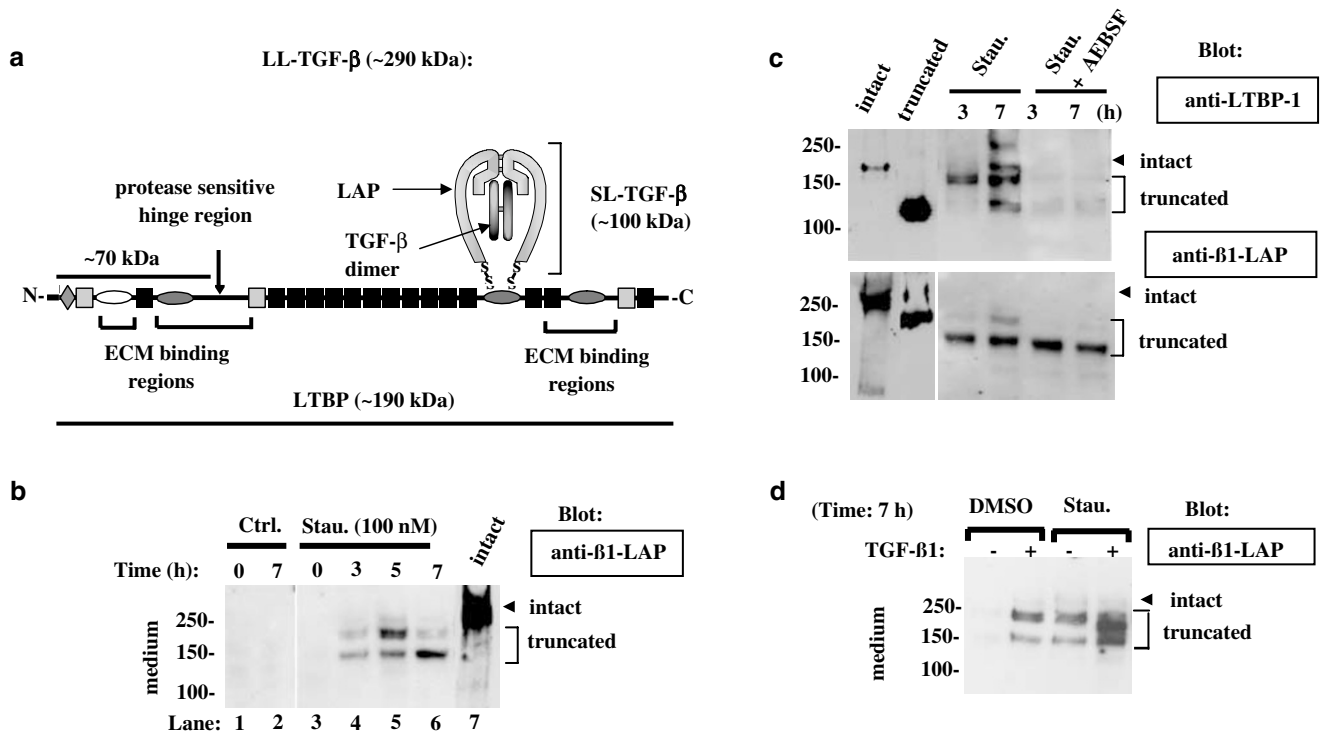 a
LL-TGF-β (~290 kDa):
protease sensitive
hinge region
LAP
TGF-β
dimer
SL-TGF-β
(~100 kDa)
~70 kDa
N-
S
S
S
S
-C
ECM binding
regions
ECM binding
regions
LTBP (~190 kDa)
b
Ctrl. Stau. (100 nM) intact
Blot:
anti-ß1-LAP
Time (h): 0 7 0 3 5 7
medium
250-
150-
100-
intact
truncated
Lane: 1 2 3 4 5 6 7
c
intact truncated Stau. Stau. + AEBSF
Blot:
anti-LTBP-1
3 7 3 7 (h)
250-
150-
100-
intact
truncated
anti-ß1-LAP
250-
150-
100-
intact
truncated
d
(Time: 7 h) DMSO Stau.
Blot:
anti-ß1-LAP
TGF-ß1: - + - +
medium
250-
150-
100-
intact
truncated